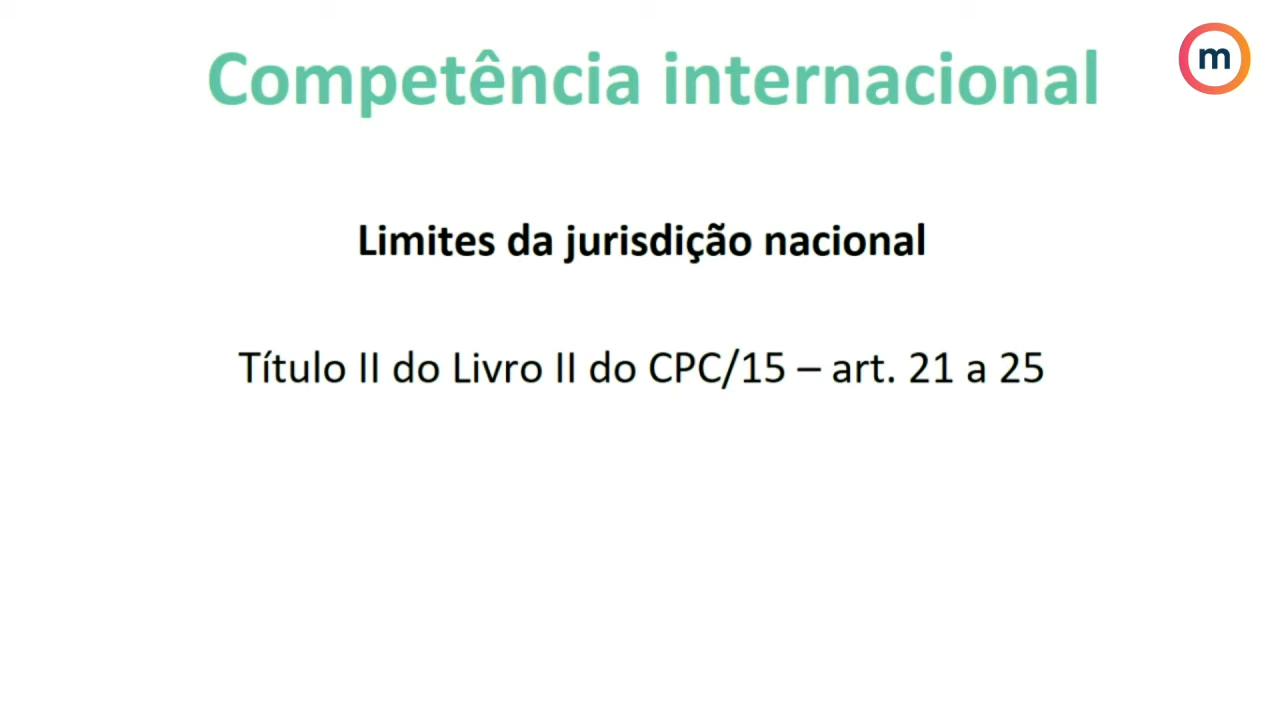 Competência internacional
m
Limites da jurisdição nacional
Título II do Livro II do CPC/15 – art. 21 a 25